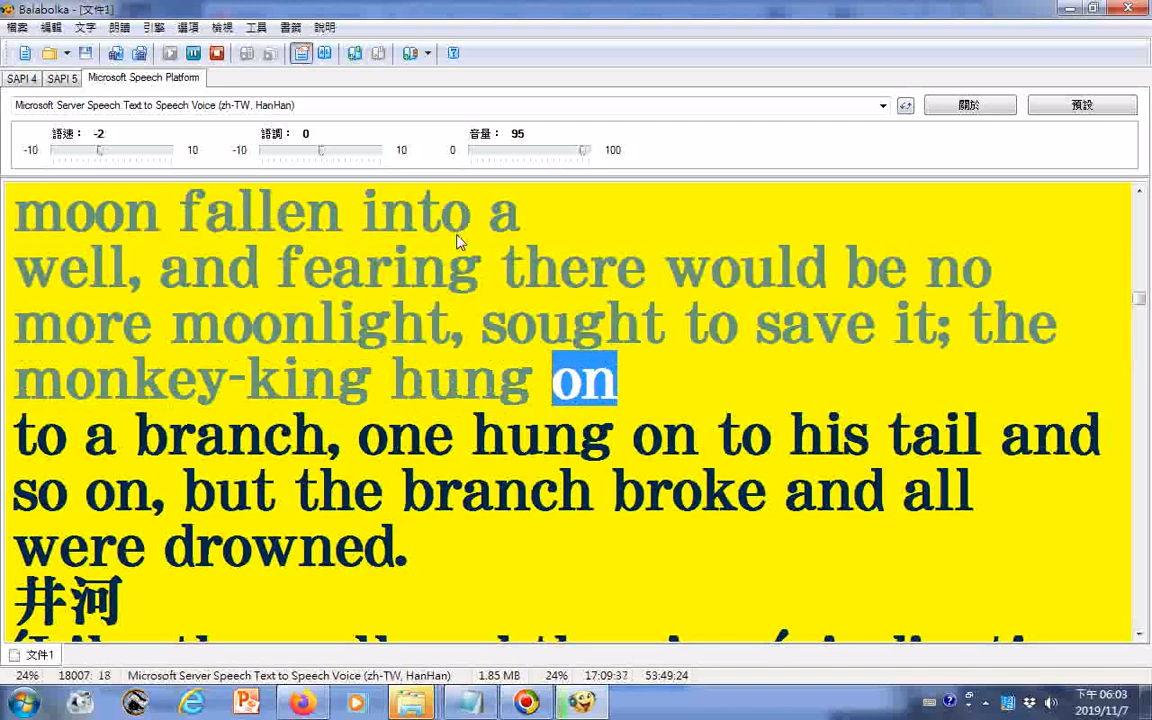 Balabolka - [文件1]
檔案 編輯 文字 朗讀 引擎 選項 檢視 工具 書籤 說明
SAPI 4 SAPI 5 Microsoft Speech Platform
Microsoft Server Speech Text to Speech Voice (zh-TW, HanHan) 關於 預設
語速： -2 語調： 0 音量： 95
-10 10 -10 10 0 100
moon fallen into a
well, and fearing there would be no
more moonlight, sought to save it; the
monkey-king hung on
to a branch, one hung on to his tail and
so on, but the branch broke and all
were drowned.
井河
文件1
24% 18007: 13 Microsoft Server Speech Text to Speech Voice (zh-TW, HanHan) 1.85 MB 24% 17:09:37 53:49:24
下午 06:03
2019/11/7